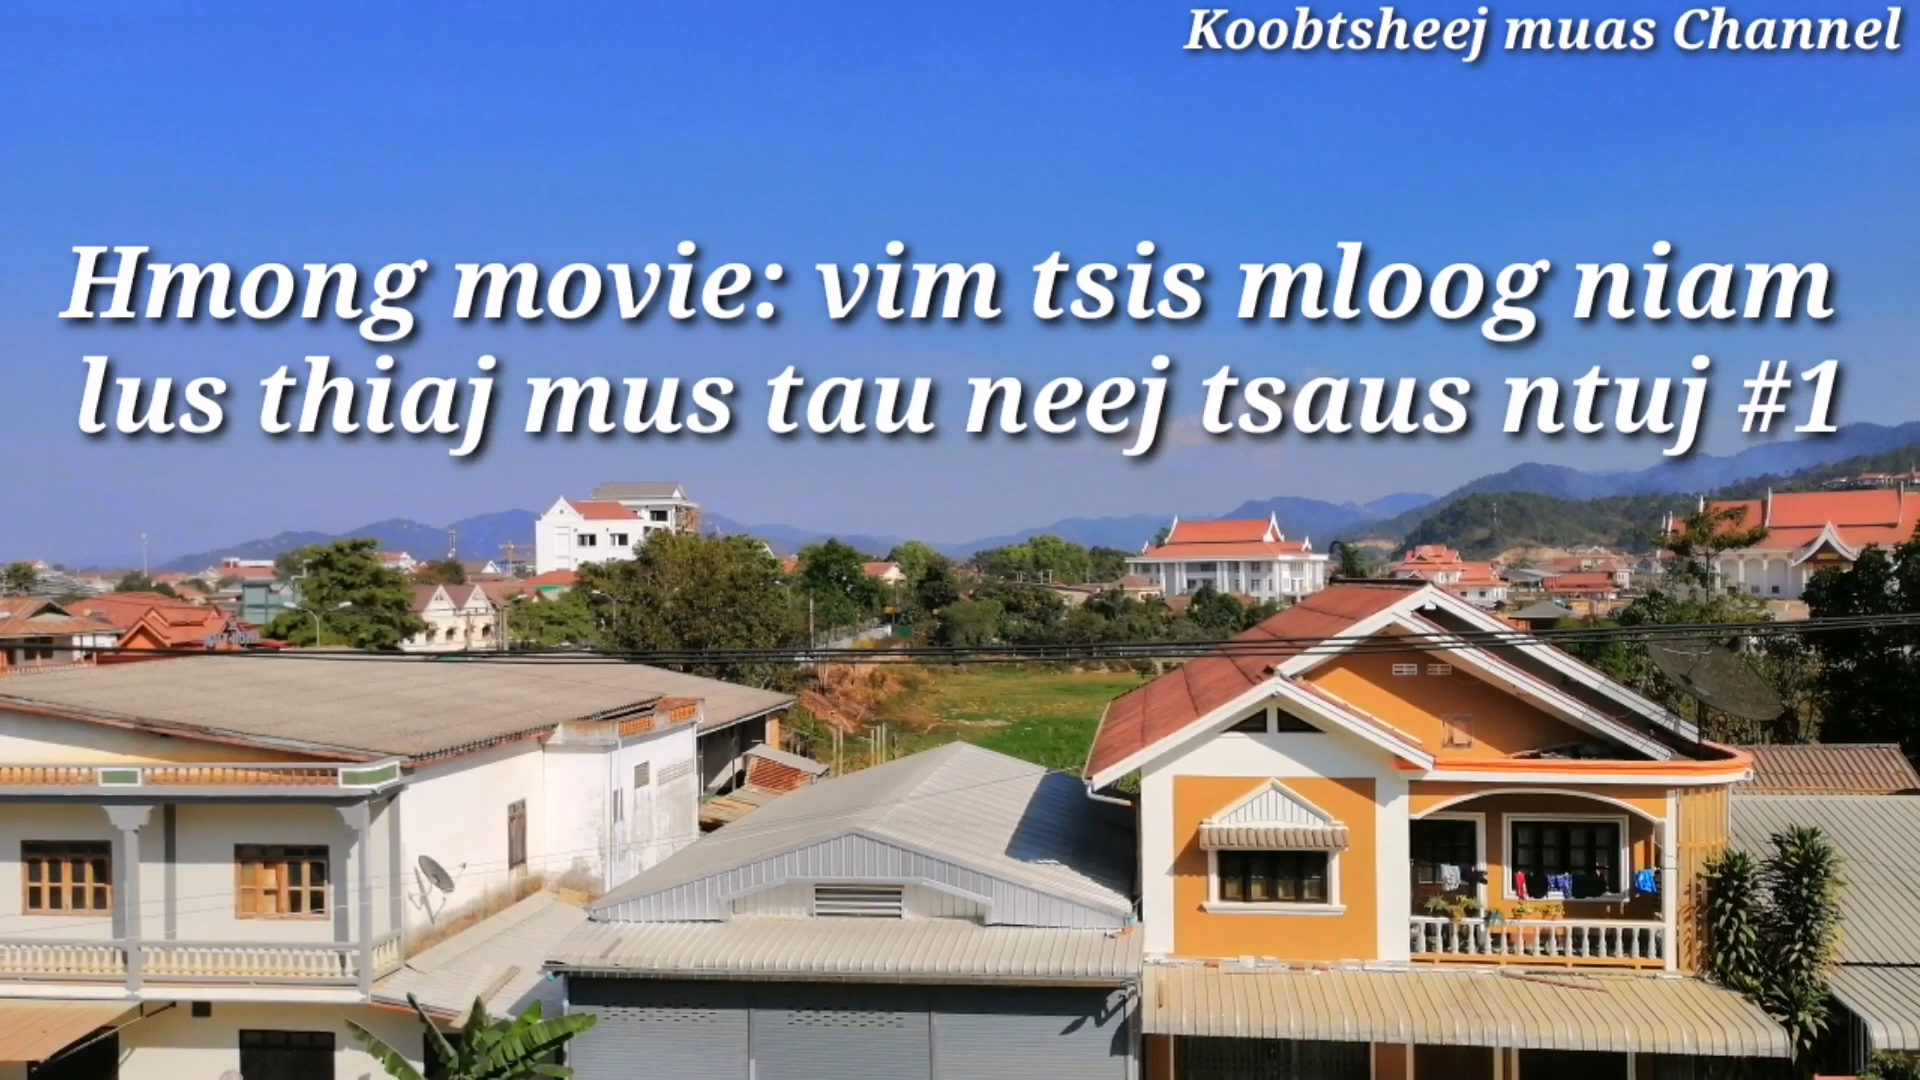 Koobtsheej muas Channel
Hmong movie: vim tsis mloog niam
lus thiaj mus tau neej tsaus ntuj #1